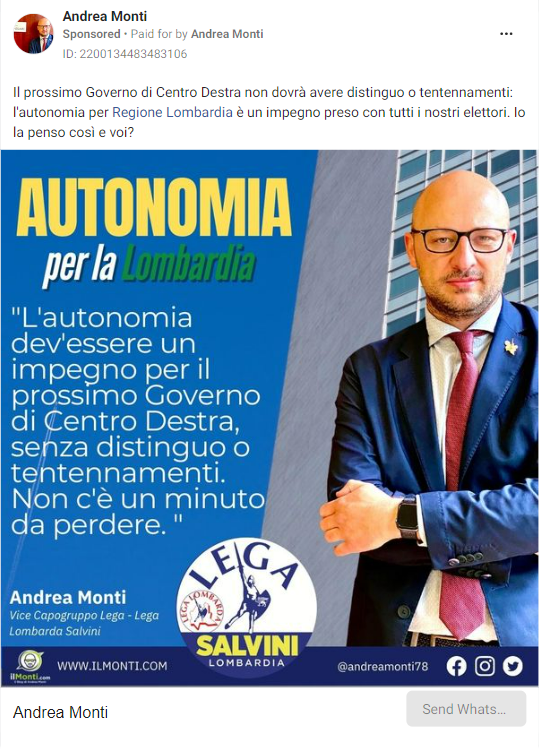 Andrea Monti
Sponsored • Paid for by Andrea Monti
ID: 2200134483483106
Il prossimo Governo di Centro Destra non dovrà avere distinguo o tentennamenti:
l'autonomia per Regione Lombardia è un impegno preso con tutti i nostri elettori. Io
la penso così e voi?
AUTONOMIA
per la Lombardia
"L'autonomia
dev'essere un
impegno per il
prossimo Governo
di Centro Destra,
senza distinguo o
tentennamenti.
Non c'è un minuto
da perdere. "
Andrea Monti
Vice Capogruppo Lega - Lega
Lombarda Salvini
LEGA
LEGA LOMBARDA
SALVINI
LOMBARDIA
ilMonti.com
WWW.ILMONTI.COM
@andreamonti78
Andrea Monti
Send Whats...